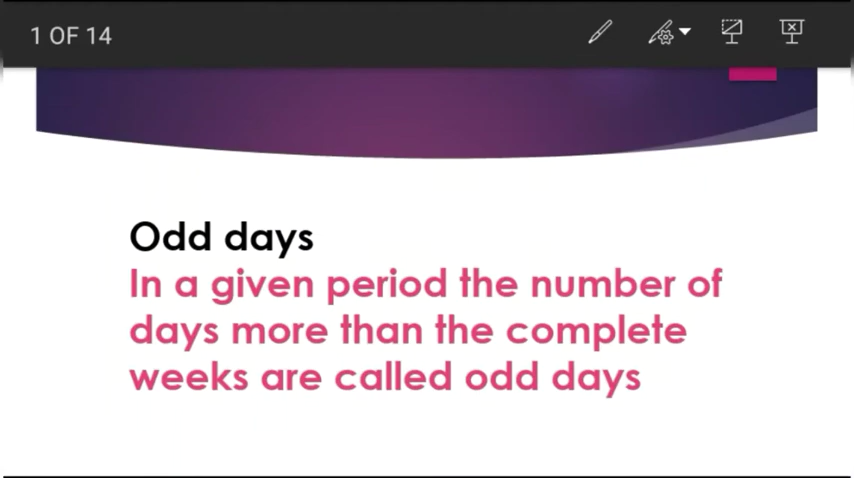 1 OF 14
Odd days
In a given period the number of
days more than the complete
weeks are called odd days